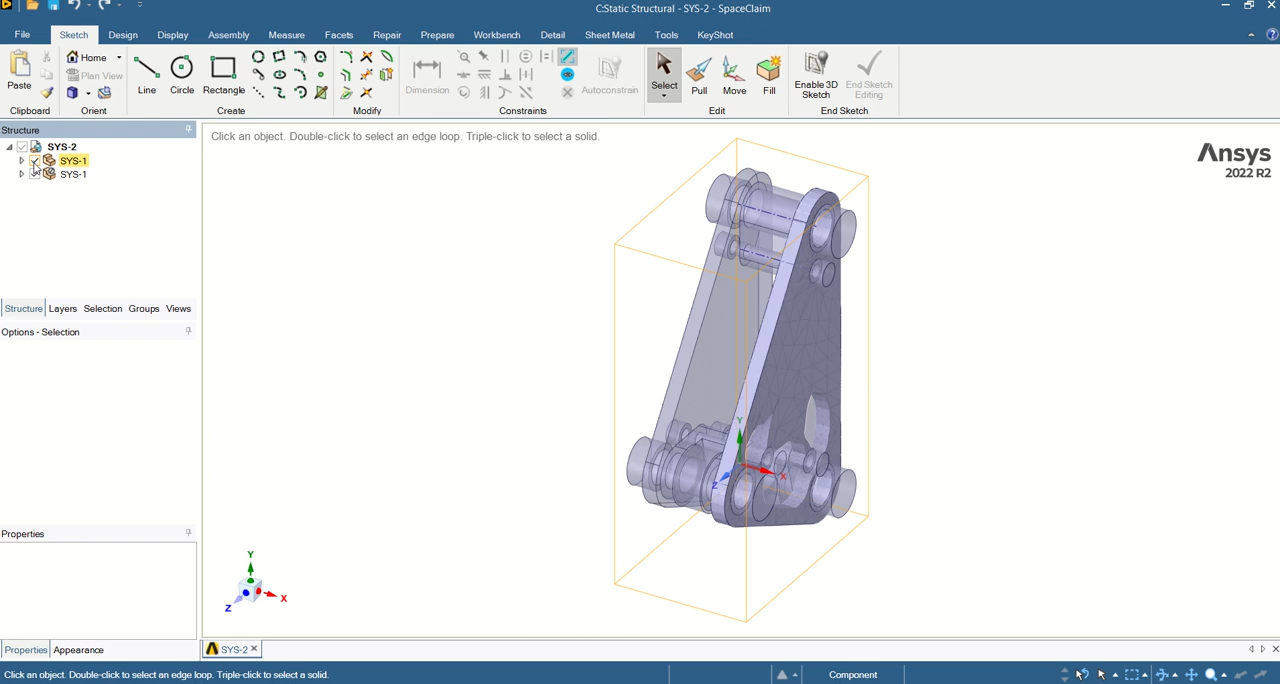 C:Static Structural - SYS-2 - SpaceClaim
File Sketch Design Display Assembly Measure Facets Repair Prepare Workbench Detail Sheet Metal Tools KeyShot
Home
Plan View
Paste Line Circle Rectangle Dimension Autoconstrain Select Pull Move Fill Enable 3D Sketch End Sketch Editing
Clipboard Orient Create Modify Constraints Edit End Sketch
Structure
Click an object. Double-click to select an edge loop. Triple-click to select a solid.
SYS-2
SYS-1
SYS-1
Ansys
2022 R2
Structure Layers Selection Groups Views
Options - Selection
Y
X
Z
Properties
Y
X
Z
Properties Appearance
SYS-2
Click an object. Double-click to select an edge loop. Triple-click to select a solid. Component